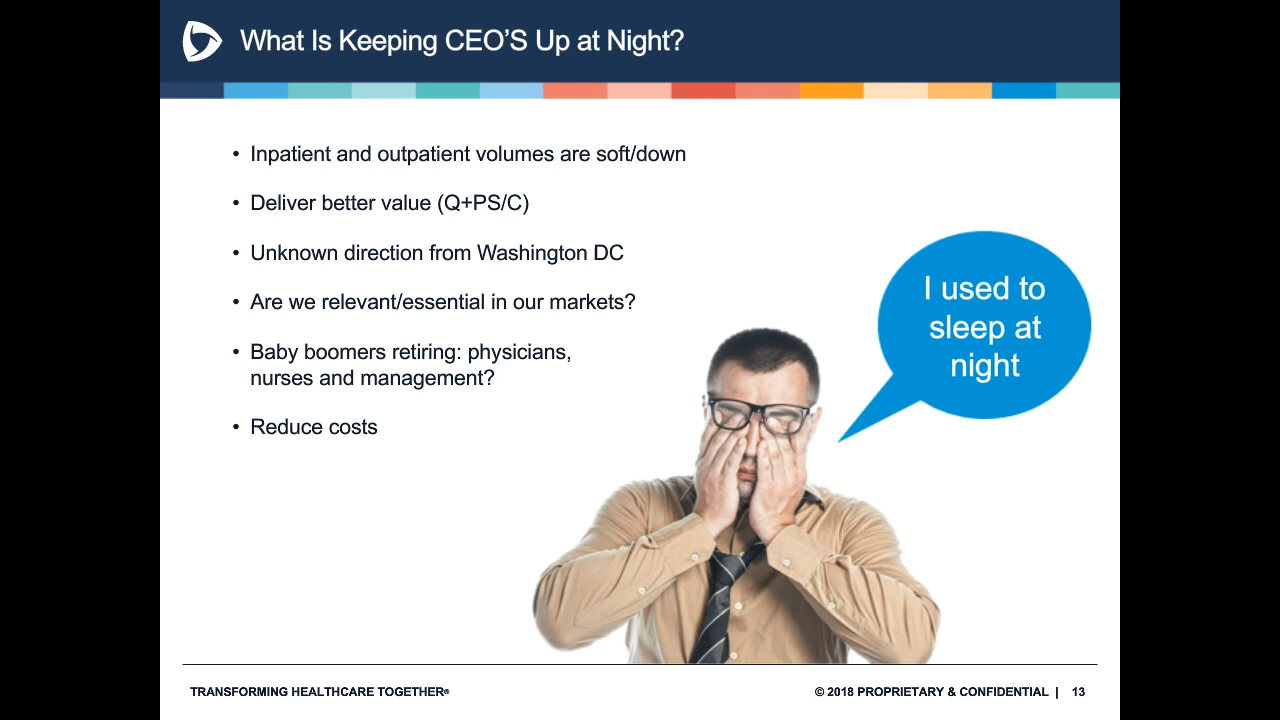 What Is Keeping CEO’S Up at Night?
• Inpatient and outpatient volumes are soft/down
• Deliver better value (Q+PS/C)
• Unknown direction from Washington DC
• Are we relevant/essential in our markets?
• Baby boomers retiring: physicians,
nurses and management?
• Reduce costs
I used to
sleep at
night
TRANSFORMING HEALTHCARE TOGETHER®
© 2018 PROPRIETARY & CONFIDENTIAL | 13